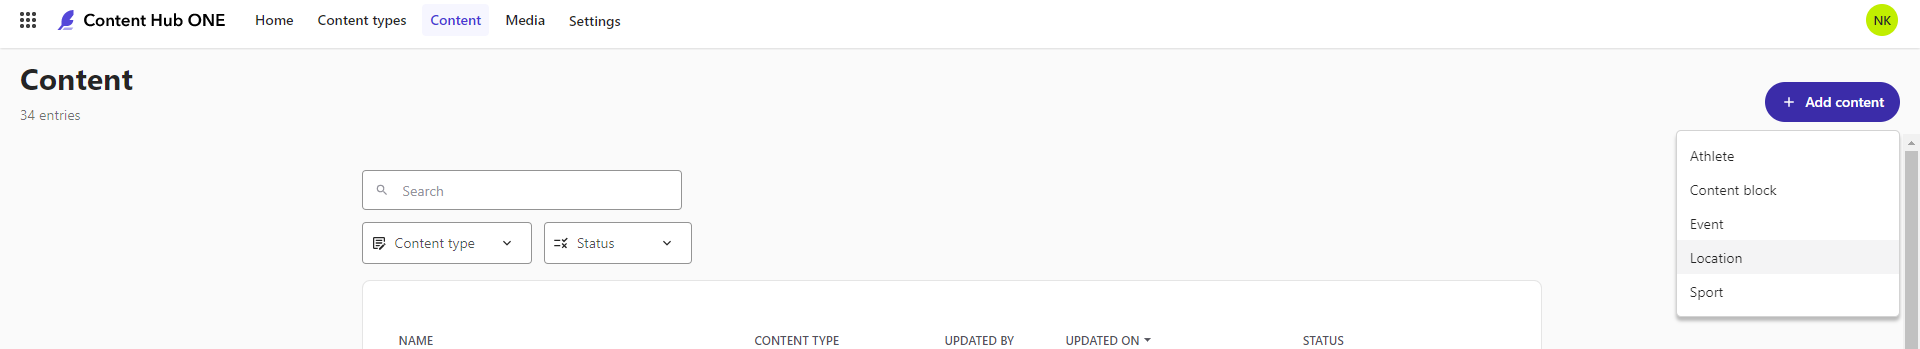 Content Hub ONE Home Content types Content Media Settings NK
Content
34 entries
+ Add content
Athlete
Content block
Event
Location
Sport
Search
Content type Status
NAME CONTENT TYPE UPDATED BY UPDATED ON STATUS